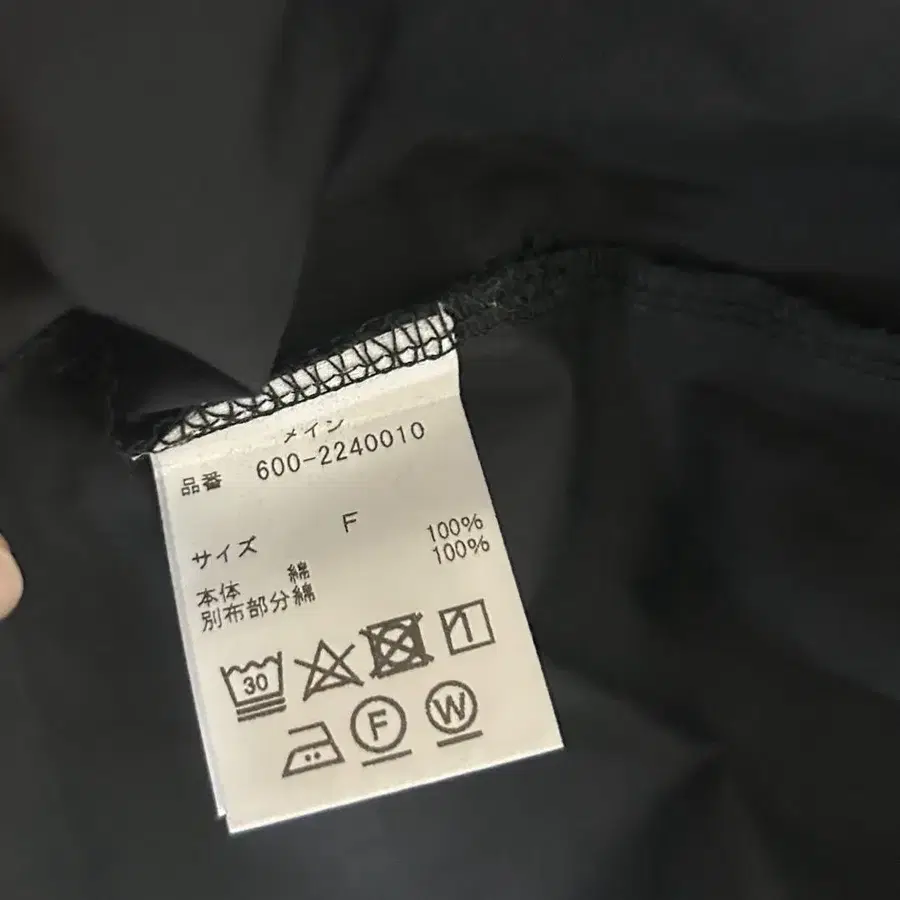 メイン
品番 600-2240010
サイズ F
本体 綿 100%
別布部分綿 100%
30
F W